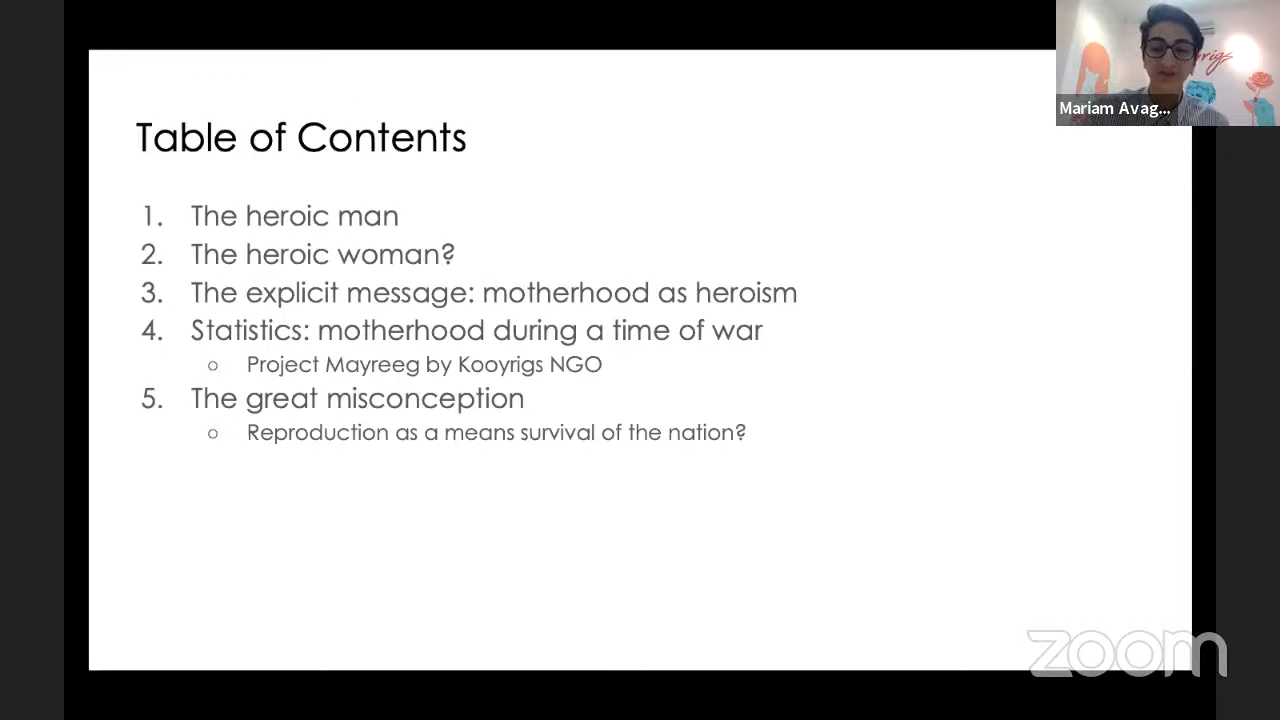 Table of Contents
1. The heroic man
2. The heroic woman?
3. The explicit message: motherhood as heroism
4. Statistics: motherhood during a time of war
○ Project Mayreeg by Kooyrigs NGO
5. The great misconception
○ Reproduction as a means survival of the nation?
Mariam Avag...
zoom